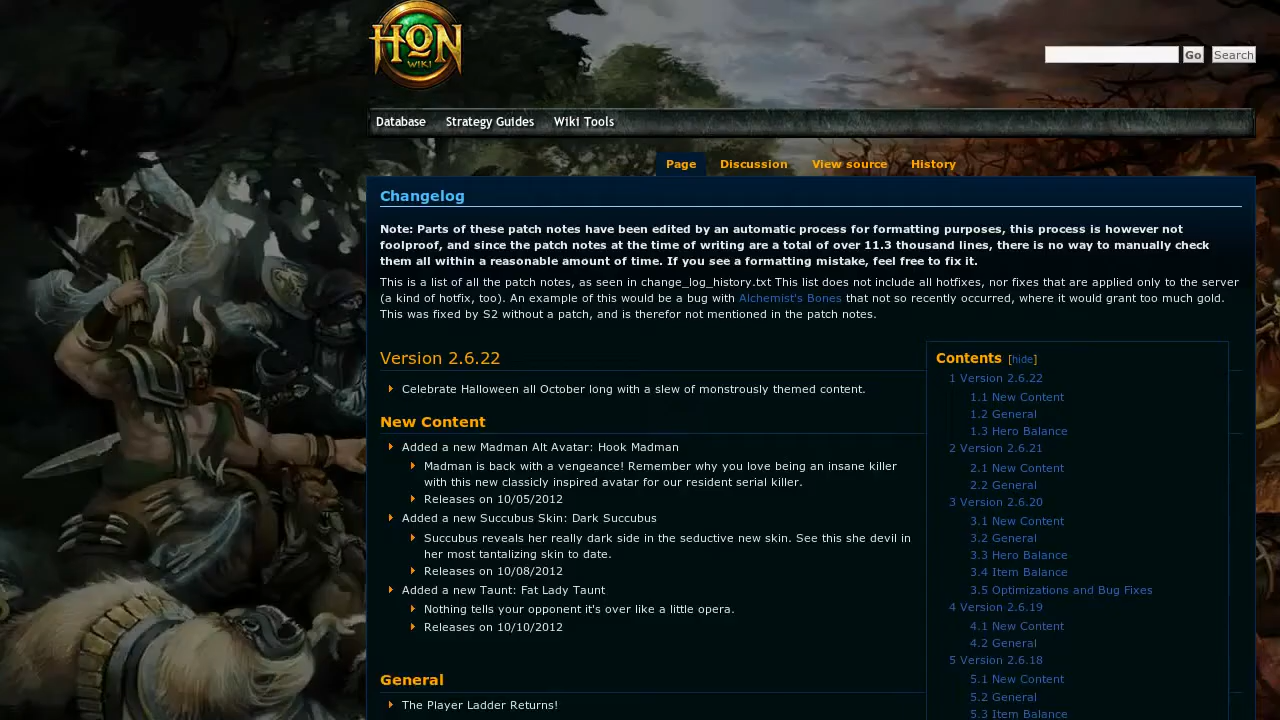 HON
WIKI
Go
Search
Database
Strategy Guides
Wiki Tools
Page
Discussion
View source
History
Changelog
Note: Parts of these patch notes have been edited by an automatic process for formatting purposes, this process is however not
foolproof, and since the patch notes at the time of writing are a total of over 11.3 thousand lines, there is no way to manually check
them all within a reasonable amount of time. If you see a formatting mistake, feel free to fix it.
This is a list of all the patch notes, as seen in change_log_history.txt This list does not include all hotfixes, nor fixes that are applied only to the server
(a kind of hotfix, too). An example of this would be a bug with Alchemist's Bones that not so recently occurred, where it would grant too much gold.
This was fixed by S2 without a patch, and is therefor not mentioned in the patch notes.
Version 2.6.22
Celebrate Halloween all October long with a slew of monstrously themed content.
New Content
Added a new Madman Alt Avatar: Hook Madman
Madman is back with a vengeance! Remember why you love being an insane killer
with this new classicly inspired avatar for our resident serial killer.
Releases on 10/05/2012
Added a new Succubus Skin: Dark Succubus
Succubus reveals her really dark side in the seductive new skin. See this she devil in
her most tantalizing skin to date.
Releases on 10/08/2012
Added a new Taunt: Fat Lady Taunt
Nothing tells your opponent it's over like a little opera.
Releases on 10/10/2012
General
The Player Ladder Returns!
Contents [hide]
1 Version 2.6.22
1.1 New Content
1.2 General
1.3 Hero Balance
2 Version 2.6.21
2.1 New Content
2.2 General
3 Version 2.6.20
3.1 New Content
3.2 General
3.3 Hero Balance
3.4 Item Balance
3.5 Optimizations and Bug Fixes
4 Version 2.6.19
4.1 New Content
4.2 General
5 Version 2.6.18
5.1 New Content
5.2 General
5.3 Item Balance